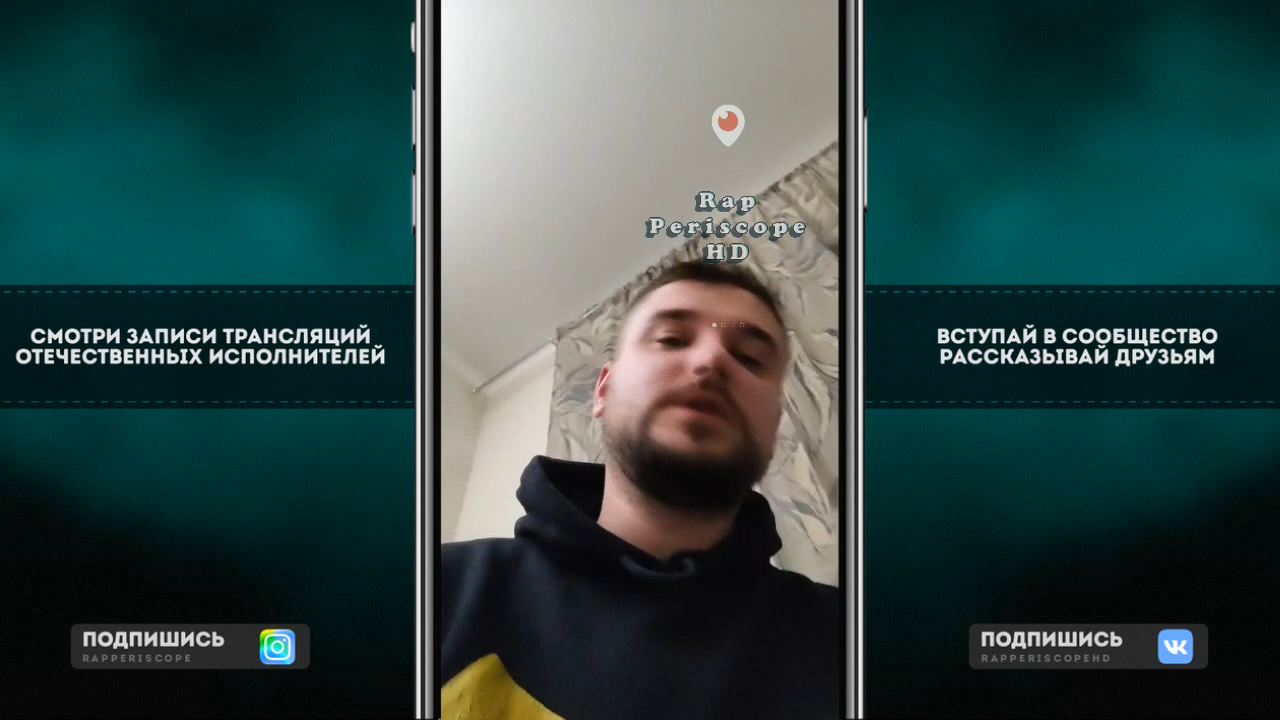 Rap
Periscope
HD
СМОТРИ ЗАПИСИ ТРАНСЛЯЦИЙ
ОТЕЧЕСТВЕННЫХ ИСПОЛНИТЕЛЕЙ
ВСТУПАЙ В СООБЩЕСТВО
РАССКАЗЫВАЙ ДРУЗЬЯМ
ПОДПИШИСЬ
RAPPERISCOPE
ПОДПИШИСЬ
RAPPERISCOPEHD